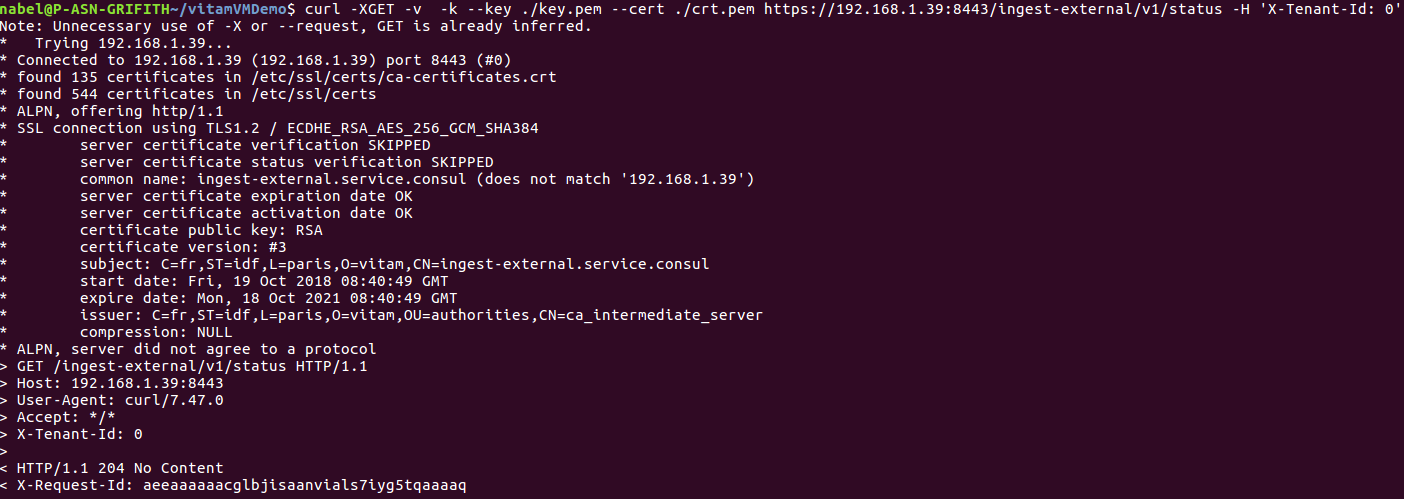 nabel@P-ASN-GRIFITH~/vitamVMDemo$ curl -XGET -v  -k --key ./key.pem --cert ./crt.pem https://192.168.1.39:8443/ingest-external/v1/status -H 'X-Tenant-Id: 0'
Note: Unnecessary use of -X or --request, GET is already inferred.
*   Trying 192.168.1.39...
* Connected to 192.168.1.39 (192.168.1.39) port 8443 (#0)
* found 135 certificates in /etc/ssl/certs/ca-certificates.crt
* found 544 certificates in /etc/ssl/certs
* ALPN, offering http/1.1
* SSL connection using TLS1.2 / ECDHE_RSA_AES_256_GCM_SHA384
*        server certificate verification SKIPPED
*        server certificate status verification SKIPPED
*        common name: ingest-external.service.consul (does not match '192.168.1.39')
*        server certificate expiration date OK
*        server certificate activation date OK
*        certificate public key: RSA
*        certificate version: #3
*        subject: C=fr,ST=idf,L=paris,O=vitam,CN=ingest-external.service.consul
*        start date: Fri, 19 Oct 2018 08:40:49 GMT
*        expire date: Mon, 18 Oct 2021 08:40:49 GMT
*        issuer: C=fr,ST=idf,L=paris,O=vitam,OU=authorities,CN=ca_intermediate_server
*        compression: NULL
* ALPN, server did not agree to a protocol
> GET /ingest-external/v1/status HTTP/1.1
> Host: 192.168.1.39:8443
> User-Agent: curl/7.47.0
> Accept: */*
> X-Tenant-Id: 0
>
< HTTP/1.1 204 No Content
< X-Request-Id: aeeaaaaaacglbjisaanvials7iyg5tqaaaaq